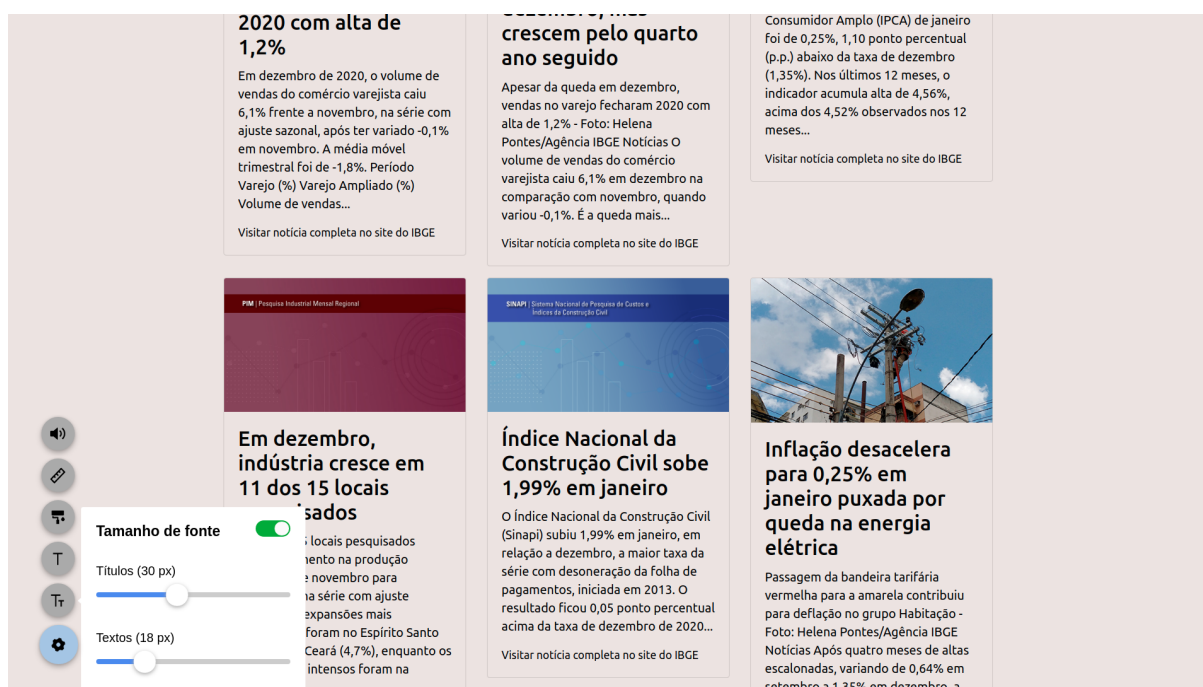 2020 com alta de
1,2%
Em dezembro de 2020, o volume de
vendas do comércio varejista caiu
6,1% frente a novembro, na série com
ajuste sazonal, após ter variado -0,1%
em novembro. A média móvel
trimestral foi de -1,8%. Período
Varejo (%) Varejo Ampliado (%)
Volume de vendas...
Visitar notícia completa no site do IBGE
crescem pelo quarto
ano seguido
Apesar da queda em dezembro,
vendas no varejo fecharam 2020 com
alta de 1,2% - Foto: Helena
Pontes/Agência IBGE Notícias O
volume de vendas do comércio
varejista caiu 6,1% em dezembro na
comparação com novembro, quando
variou -0,1%. É a queda mais...
Visitar notícia completa no site do IBGE
Consumidor Amplo (IPCA) de janeiro
foi de 0,25%, 1,10 ponto percentual
(p.p.) abaixo da taxa de dezembro
(1,35%). Nos últimos 12 meses, o
indicador acumula alta de 4,56%,
acima dos 4,52% observados nos 12
meses...
Visitar notícia completa no site do IBGE
PIM | Pesquisa Industrial Mensal Regional
Em dezembro,
indústria cresce em
11 dos 15 locais
sados
locais pesquisados
ento na produção
e novembro para
na série com ajuste
expansões mais
foram no Espírito Santo
Ceará (4,7%), enquanto os
intensos foram na
SINAPI | Sistema Nacional de Pesquisa de Custos e
Índices da Construção Civil
Índice Nacional da
Construção Civil sobe
1,99% em janeiro
O Índice Nacional da Construção Civil
(Sinapi) subiu 1,99% em janeiro, em
relação a dezembro, a maior taxa da
série com desoneração da folha de
pagamentos, iniciada em 2013. O
resultado ficou 0,05 ponto percentual
acima da taxa de dezembro de 2020...
Visitar notícia completa no site do IBGE
Inflação desacelera
para 0,25% em
janeiro puxada por
queda na energia
elétrica
Passagem da bandeira tarifária
vermelha para a amarela contribuiu
para deflação no grupo Habitação -
Foto: Helena Pontes/Agência IBGE
Notícias Após quatro meses de altas
escalonadas, variando de 0,64% em
setembro a 1,35% em dezembro, a
T
Tт
Tamanho de fonte
Títulos (30 px)
Textos (18 px)